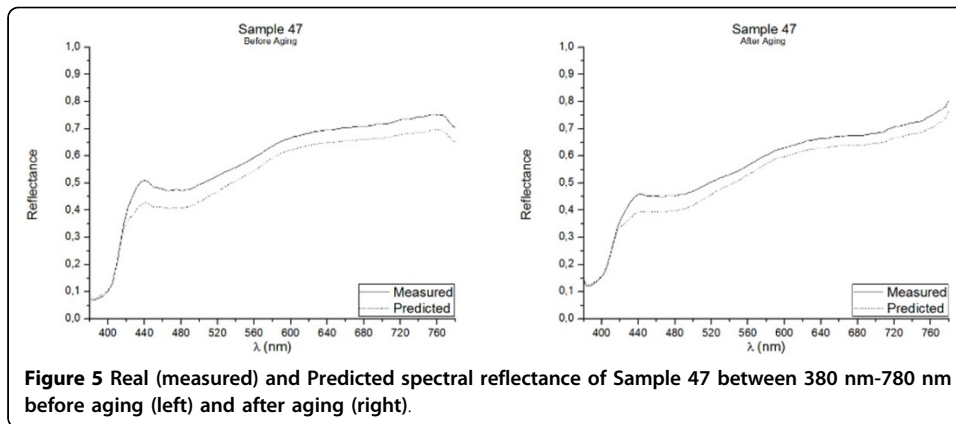 Sample 47
Before Aging
1,0
0,9
0,8
0,7
0,6
0,5
0,4
0,3
0,2
0,1
0,0
Reflectance
400 440 480 520 560 600 640 680 720 760
λ (nm)
Measured
Predicted
Sample 47
After Aging
1,0
0,9
0,8
0,7
0,6
0,5
0,4
0,3
0,2
0,1
0,0
Reflectance
400 440 480 520 560 600 640 680 720 760
λ (nm)
Measured
Predicted
Figure 5 Real (measured) and Predicted spectral reflectance of Sample 47 between 380 nm-780 nm
before aging (left) and after aging (right).